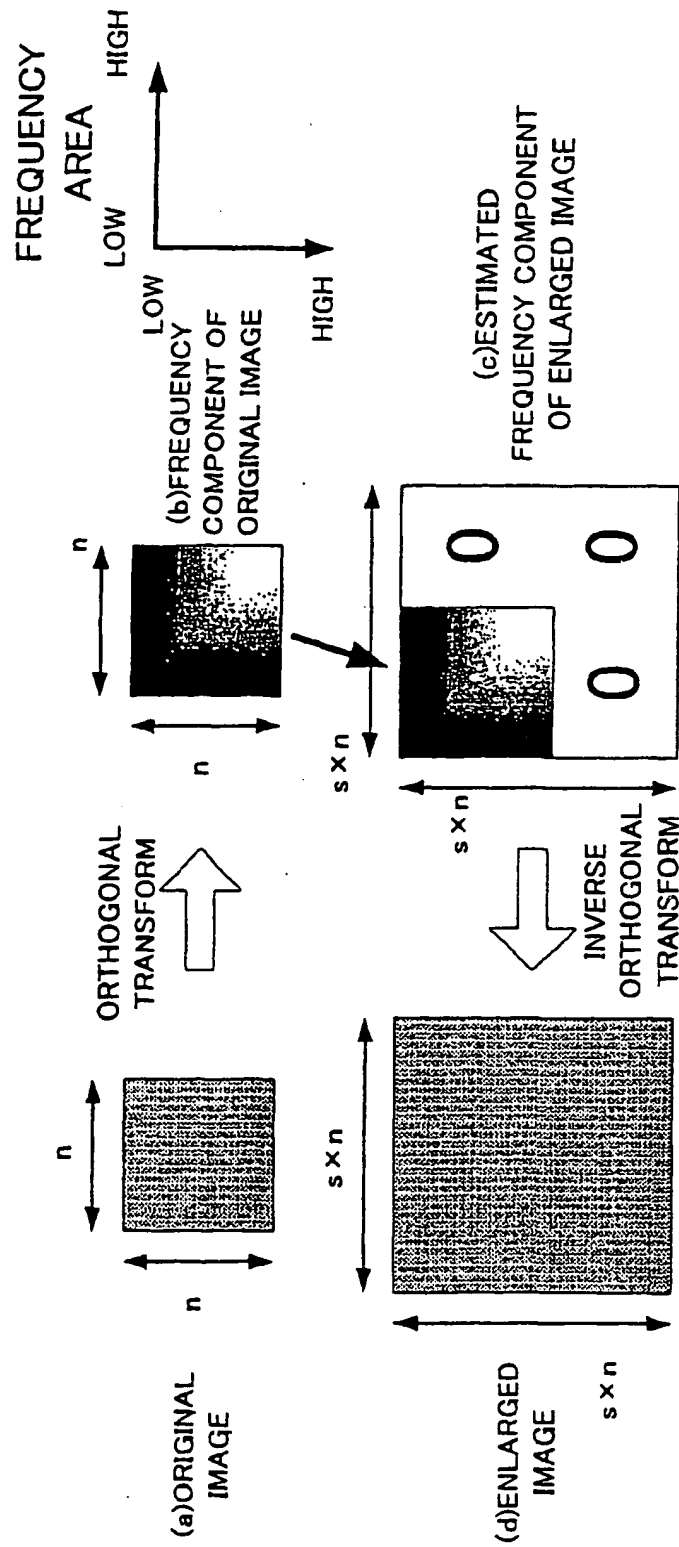 FREQUENCY
AREA
LOW
HIGH
LOW
HIGH
(a)ORIGINAL
IMAGE
n
n
ORTHOGONAL
TRANSFORM
n
n
(b)FREQUENCY
COMPONENT OF
ORIGINAL IMAGE
(c)ESTIMATED
FREQUENCY COMPONENT
OF ENLARGED IMAGE
s×n
s×n
0
0
0
INVERSE
ORTHOGONAL
TRANSFORM
(d)ENLARGED
IMAGE
s×n
s×n